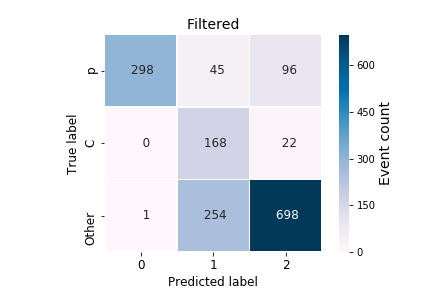 Filtered
p 298 45 96
C 0 168 22
Other 1 254 698
0 1 2
True label
Predicted label
600
450
300
150
0
Event count